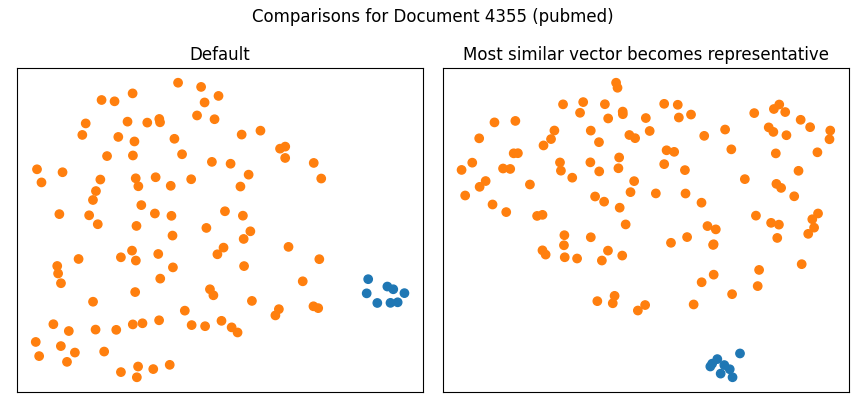 Comparisons for Document 4355 (pubmed)
Default
Most similar vector becomes representative